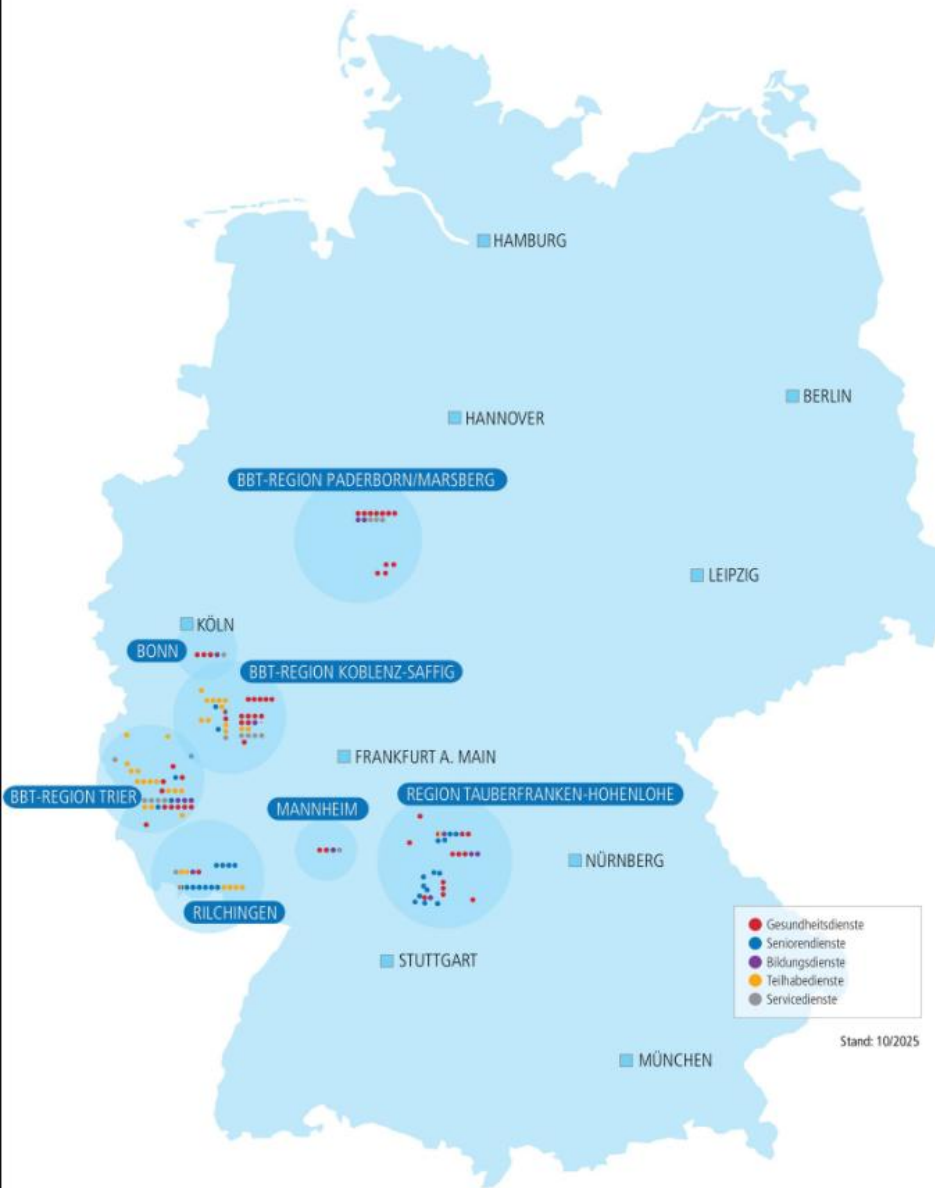 HAMBURG
BERLIN
HANNOVER
BBT-REGION PADERBORN/MARSBERG
LEIPZIG
KÖLN
BONN
BBT-REGION KOBLENZ-SAFFIG
FRANKFURT A. MAIN
BBT-REGION TRIER
MANNHEIM
REGION TAUBERFRANKEN-HOHENLOHE
NÜRNBERG
RILCHINGEN
STUTTGART
Gesundheitsdienste
Seniorendienste
Bildungsdienste
Teilhabedienste
Servicedienste
Stand: 10/2025
MÜNCHEN